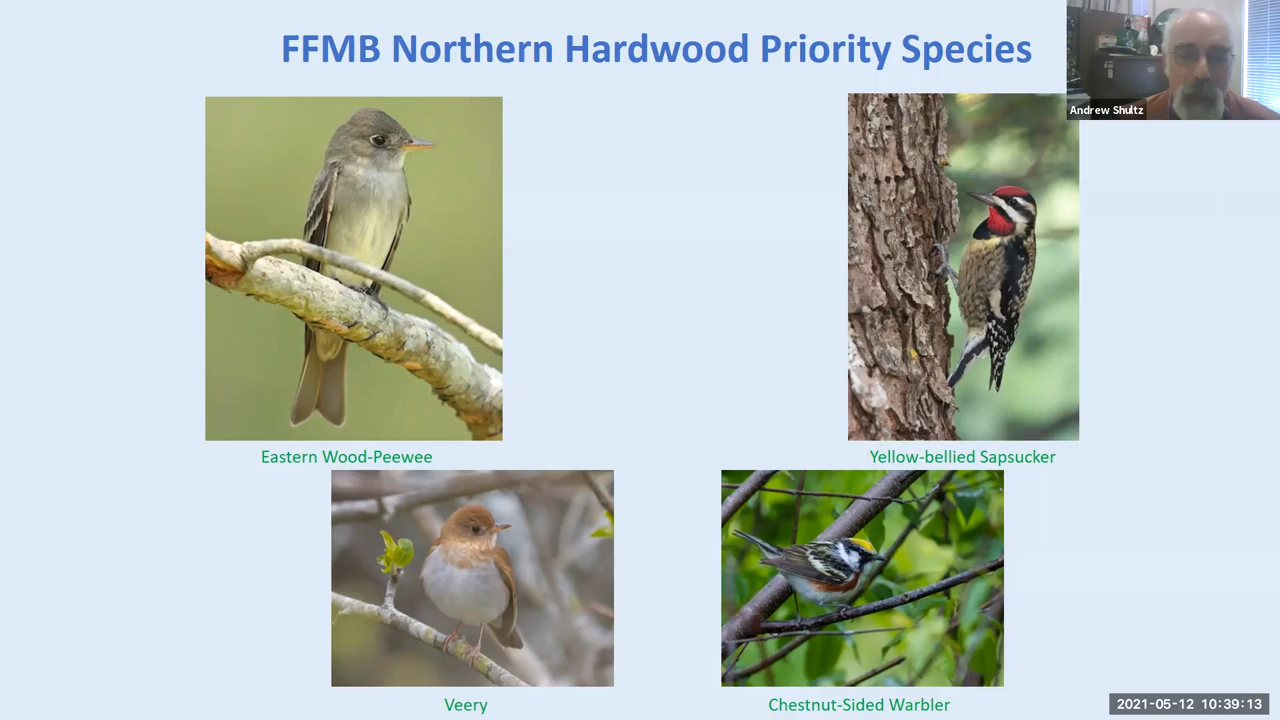 FFMB Northern Hardwood Priority Species
Andrew Shultz
Eastern Wood-Peewee
Yellow-bellied Sapsucker
Veery
Chestnut-Sided Warbler
2021-05-12 10:39:13